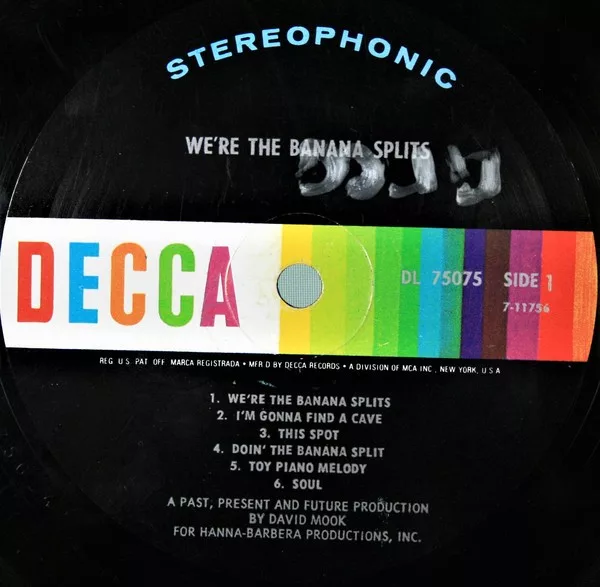 STEREOPHONIC
WE'RE THE BANANA SPLITS
DECCA
DL 75075 SIDE 1
7-11756
REG. U.S. PAT. OFF. MARCA REGISTRADA • MFR'D BY DECCA RECORDS • A DIVISION OF MCA INC., NEW YORK, U.S.A
1. WE'RE THE BANANA SPLITS
2. I'M GONNA FIND A CAVE
3. THIS SPOT
4. DOIN' THE BANANA SPLIT
5. TOY PIANO MELODY
6. SOUL
A PAST, PRESENT AND FUTURE PRODUCTION
BY DAVID MOOK
FOR HANNA-BARBERA PRODUCTIONS, INC.